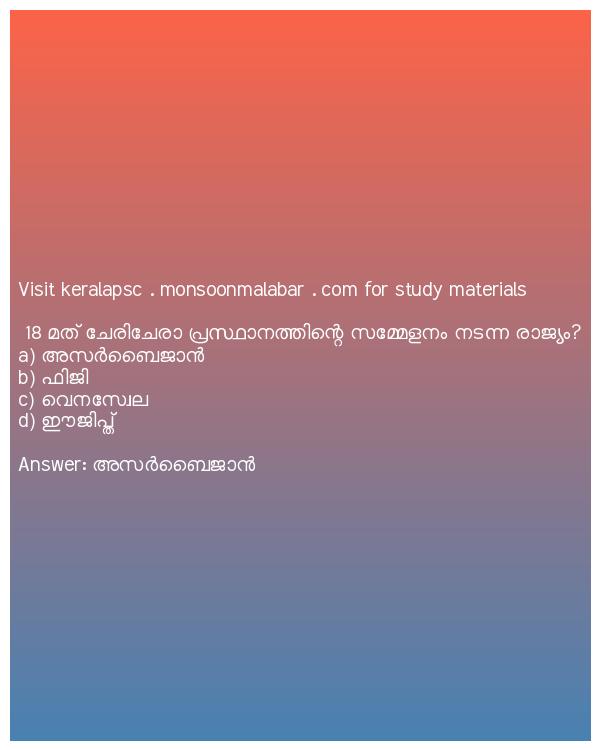 Visit keralapsc . monsoonmalabar . com for study materials
18 മത് ചേരിചേരാ പ്രസ്ഥാനത്തിന്റെ സമ്മേളനം നടന്ന രാജ്യം?
a) അസർബൈജാൻ
b) ഫിജി
c) വെനസ്വേല
d) ഈജിപ്ത്
Answer: അസർബൈജാൻ